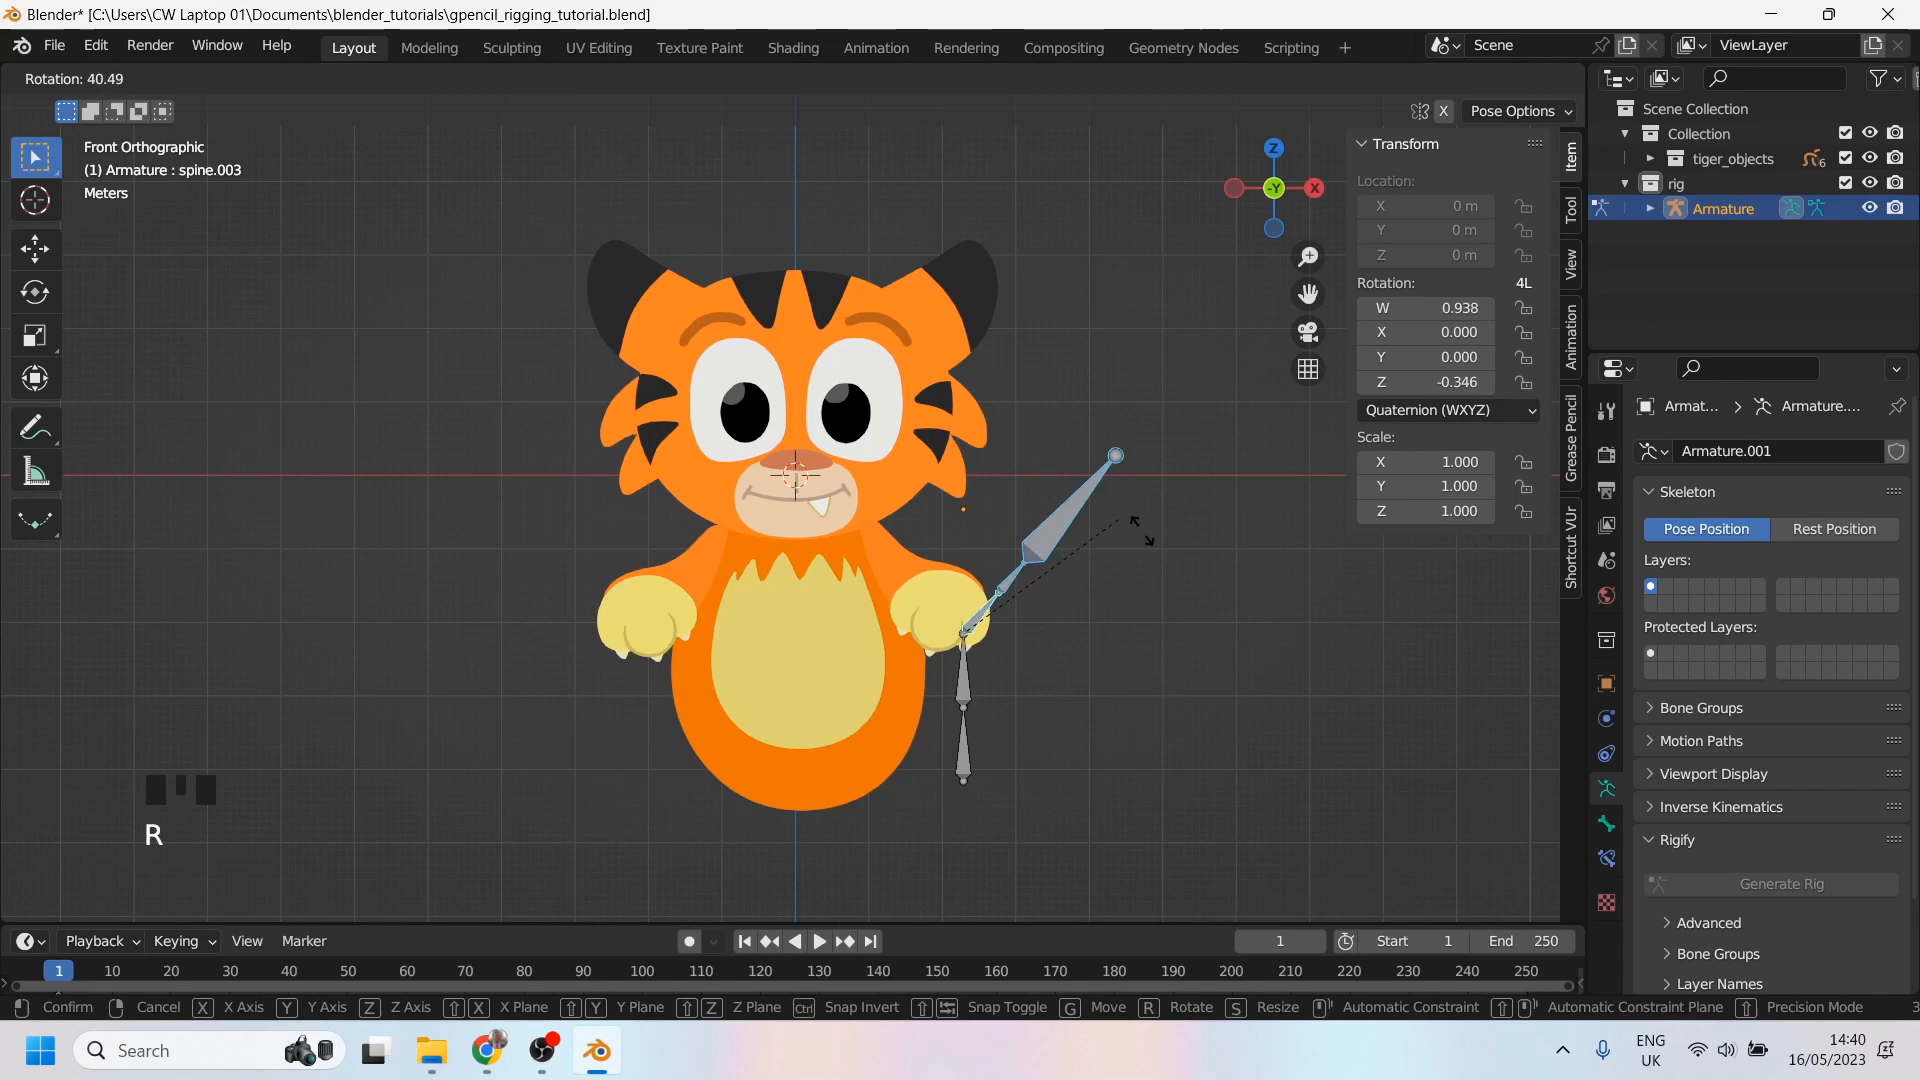 Blender* [C:\Users\CW Laptop 01\Documents\blender_tutorials\gpencil_rigging_tutorial.blend]
File Edit Render Window Help Layout Modeling Sculpting UV Editing Texture Paint Shading Animation Rendering Compositing Geometry Nodes Scripting + Scene ViewLayer
Rotation: 40.49
X Pose Options
Front Orthographic
(1) Armature : spine.003
Meters
Z
-Y X
Transform
Location:
X 0 m
Y 0 m
Z 0 m
Rotation: 4L
W 0.938
X 0.000
Y 0.000
Z -0.346
Quaternion (WXYZ)
Scale:
X 1.000
Y 1.000
Z 1.000
Item
Tool
View
Animation
Grease Pencil
Shortcut VUr
Scene Collection
Collection
tiger_objects 6
rig
Armature
Armat... > Armature....
Armature.001
Skeleton
Pose Position Rest Position
Layers:
Protected Layers:
Bone Groups
Motion Paths
Viewport Display
Inverse Kinematics
Rigify
Generate Rig
Advanced
Bone Groups
Layer Names
R
Playback Keying View Marker 1 Start 1 End 250
1 10 20 30 40 50 60 70 80 90 100 110 120 130 140 150 160 170 180 190 200 210 220 230 240 250
Confirm Cancel X X Axis Y Y Axis Z Z Axis X X Plane Y Y Plane Z Z Plane Ctrl Snap Invert Snap Toggle G Move R Rotate S Resize Automatic Constraint Automatic Constraint Plane Precision Mode 3
Search
ENG
UK
14:40
16/05/2023